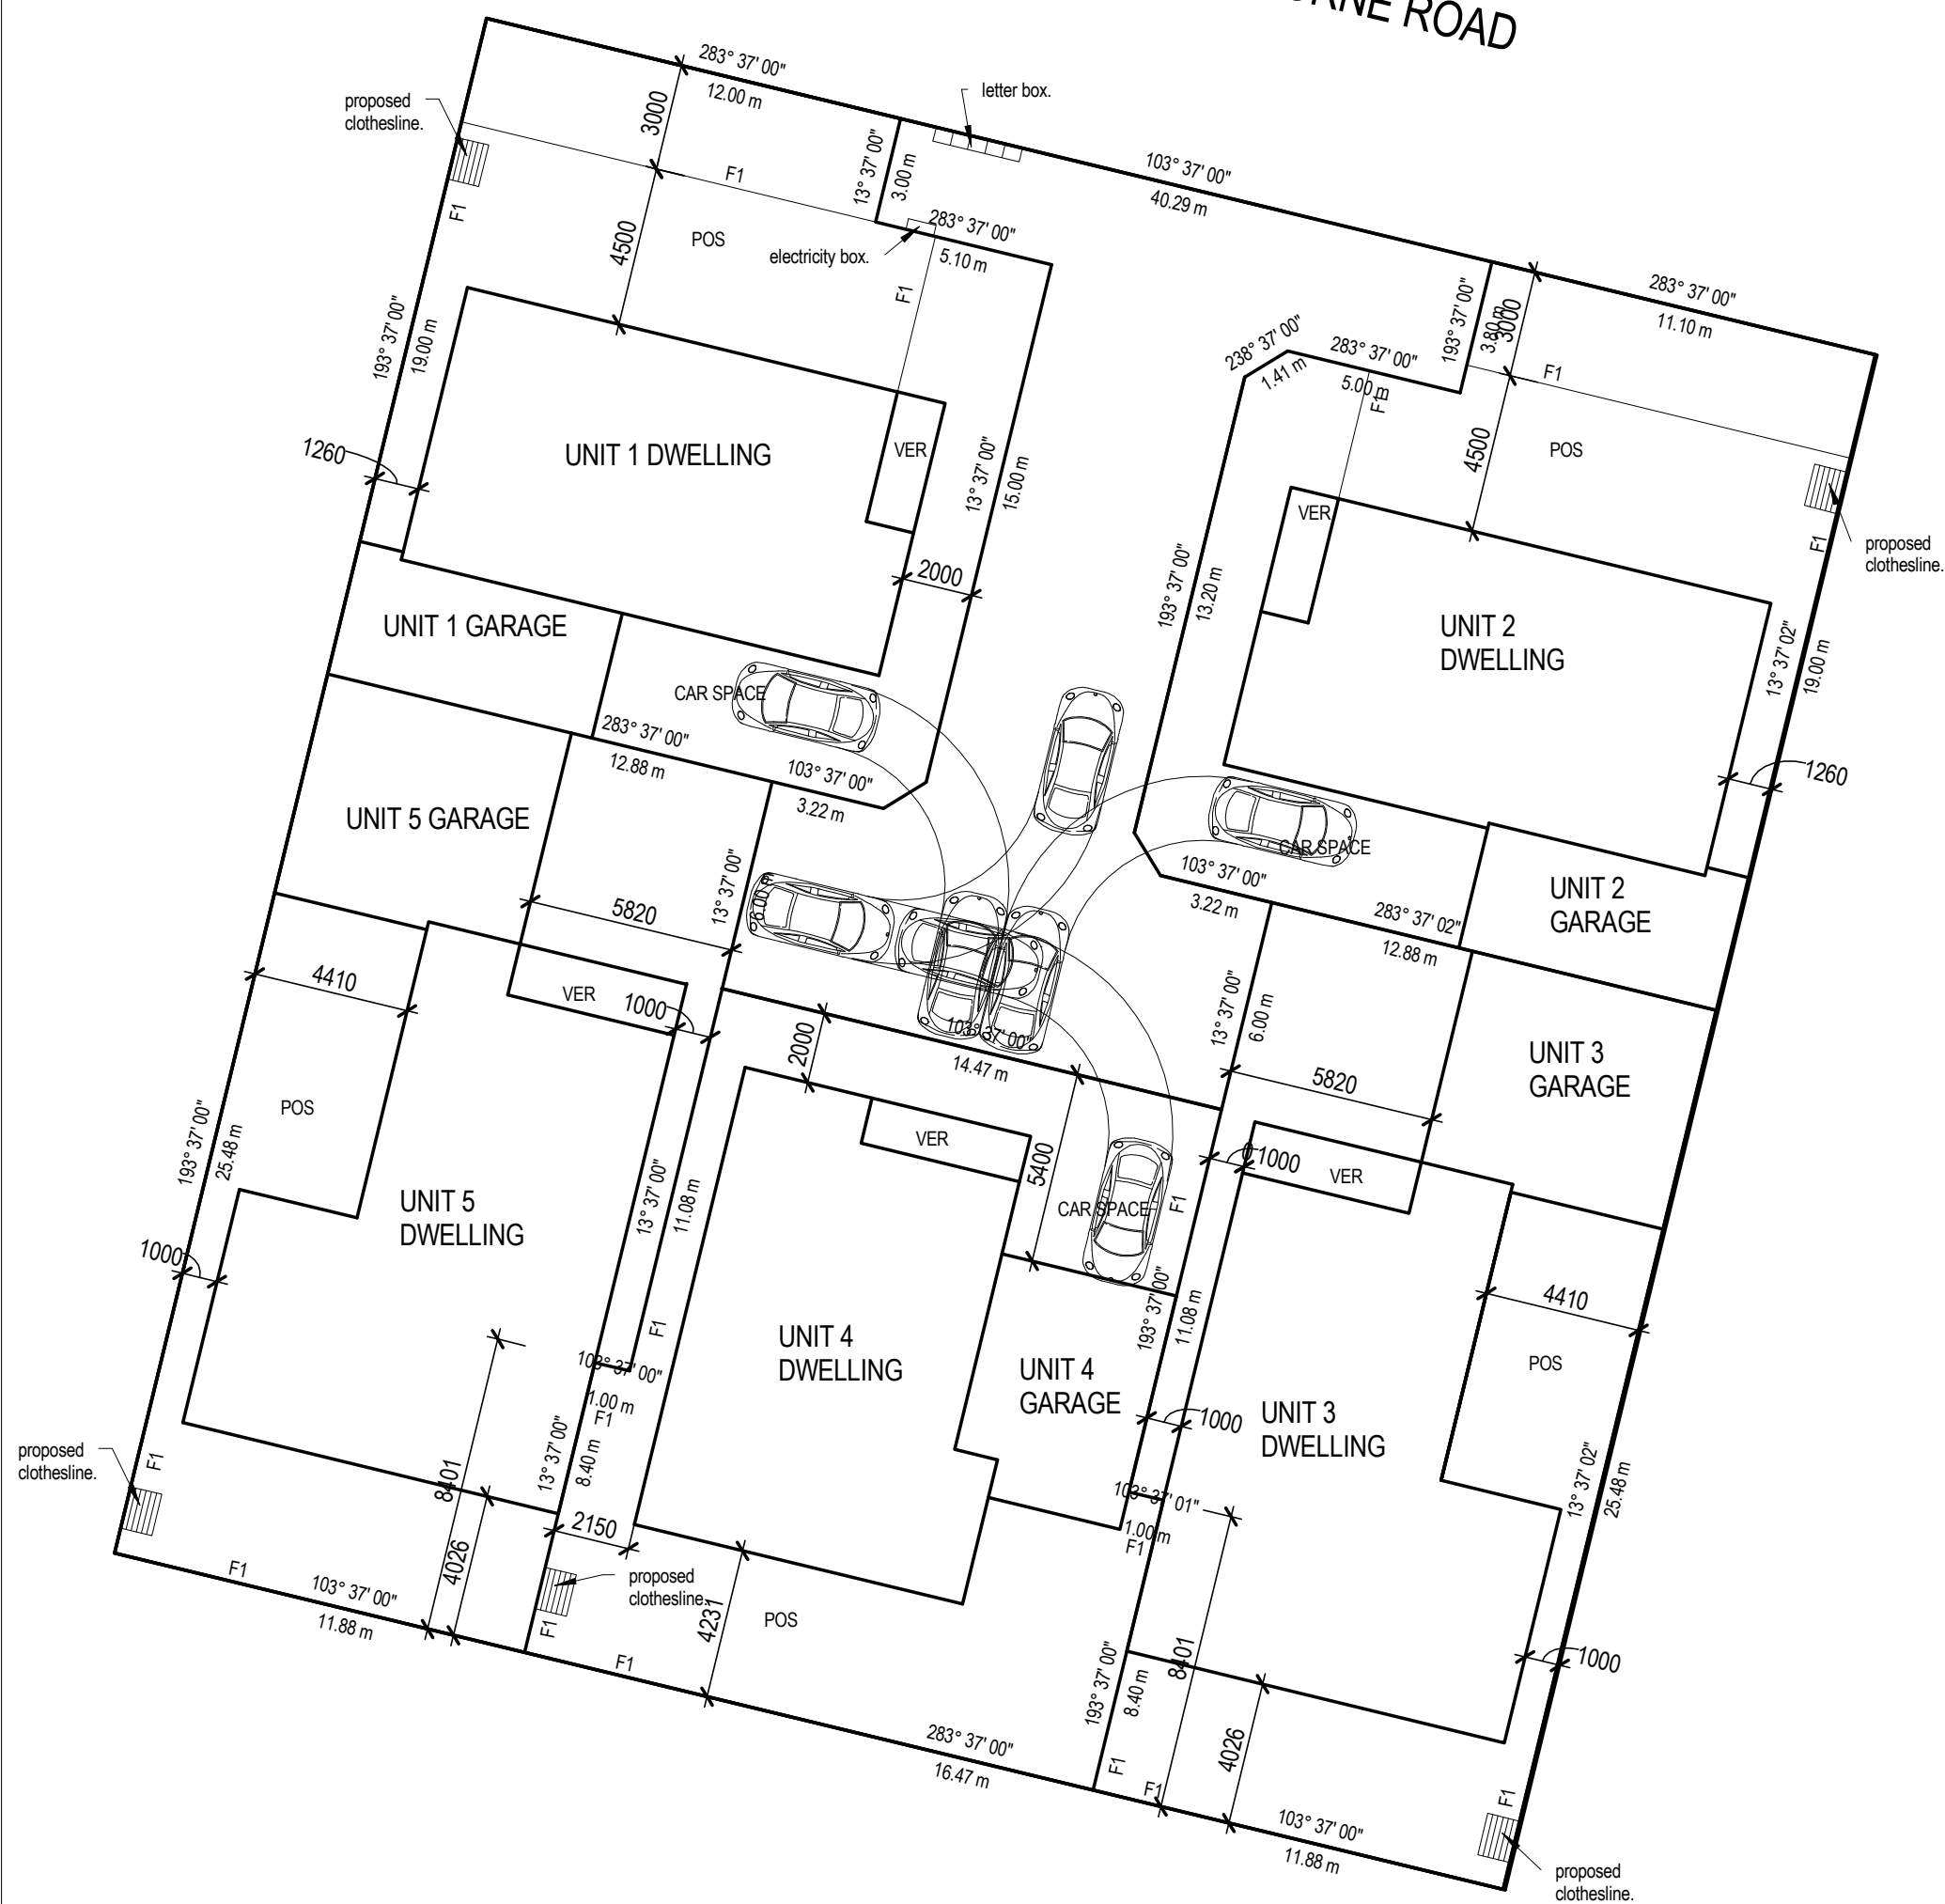 ROAD
283° 37' 00"
12.00 m
3000
proposed
clothesline.
letter box.
F1
13° 37' 00"
3.00 m
103° 37' 00"
40.29 m
F1
4500
POS
283° 37' 00"
5.10 m
electricity box.
F1
193° 37' 00"
19.00 m
193° 37' 00"
3.80 m
3000
283° 37' 00"
11.10 m
238° 37' 00"
1.41 m
283° 37' 00"
5.00 m
F1
F1
4500
POS
1260
UNIT 1 DWELLING
VER
13° 37' 00"
15.00 m
VER
F1
proposed
clothesline.
193° 37' 00"
13.20 m
2000
UNIT 1 GARAGE
UNIT 2
DWELLING
13° 37' 02"
19.00 m
CAR SPACE
283° 37' 00"
12.88 m
103° 37' 00"
3.22 m
1260
UNIT 5 GARAGE
CAR SPACE
103° 37' 00"
3.22 m
UNIT 2
GARAGE
13° 37' 00"
6.00 m
5820
283° 37' 02"
12.88 m
4410
VER
1000
2000
103° 37' 00"
14.47 m
13° 37' 00"
6.00 m
UNIT 3
GARAGE
5820
POS
193° 37' 00"
25.48 m
VER
5400
1000
VER
13° 37' 00"
11.08 m
CAR SPACE
F1
UNIT 5
DWELLING
1000
4410
193° 37' 00"
11.08 m
F1
UNIT 4
DWELLING
UNIT 4
GARAGE
POS
103° 37' 00"
1.00 m
F1
1000
UNIT 3
DWELLING
proposed
clothesline.
F1
8401
13° 37' 00"
8.40 m
103° 37' 01"
1.00 m
F1
13° 37' 02"
25.48 m
2150
4026
F1
103° 37' 00"
11.88 m
proposed
clothesline.
F1
4231
POS
F1
193° 37' 00"
8.40 m
8401
1000
283° 37' 00"
16.47 m
4026
F1
F1
F1
103° 37' 00"
11.88 m
proposed
clothesline.